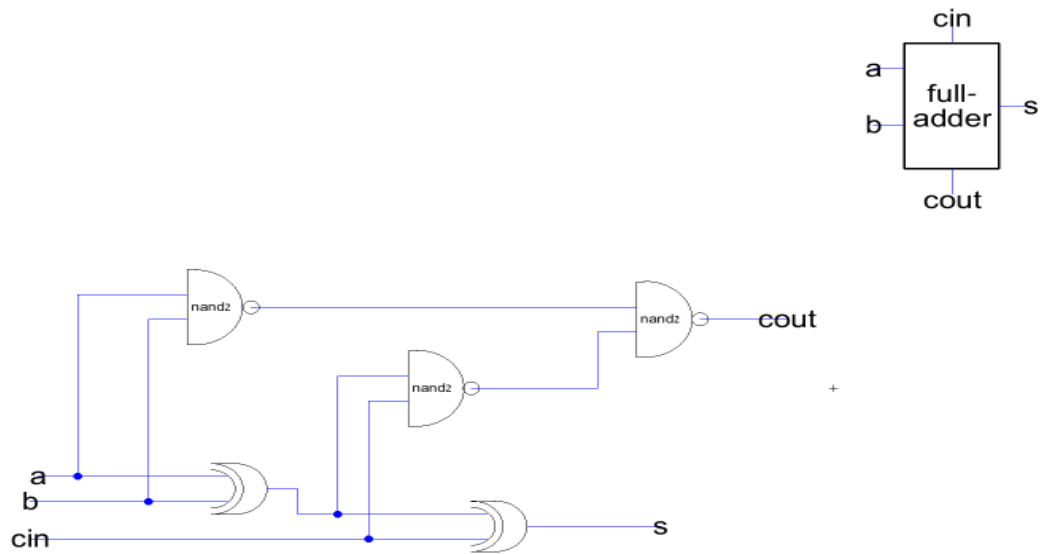 cin
a
full-
adder
s
b
cout
nand2
nand2
cout
nand2
a
b
s
cin